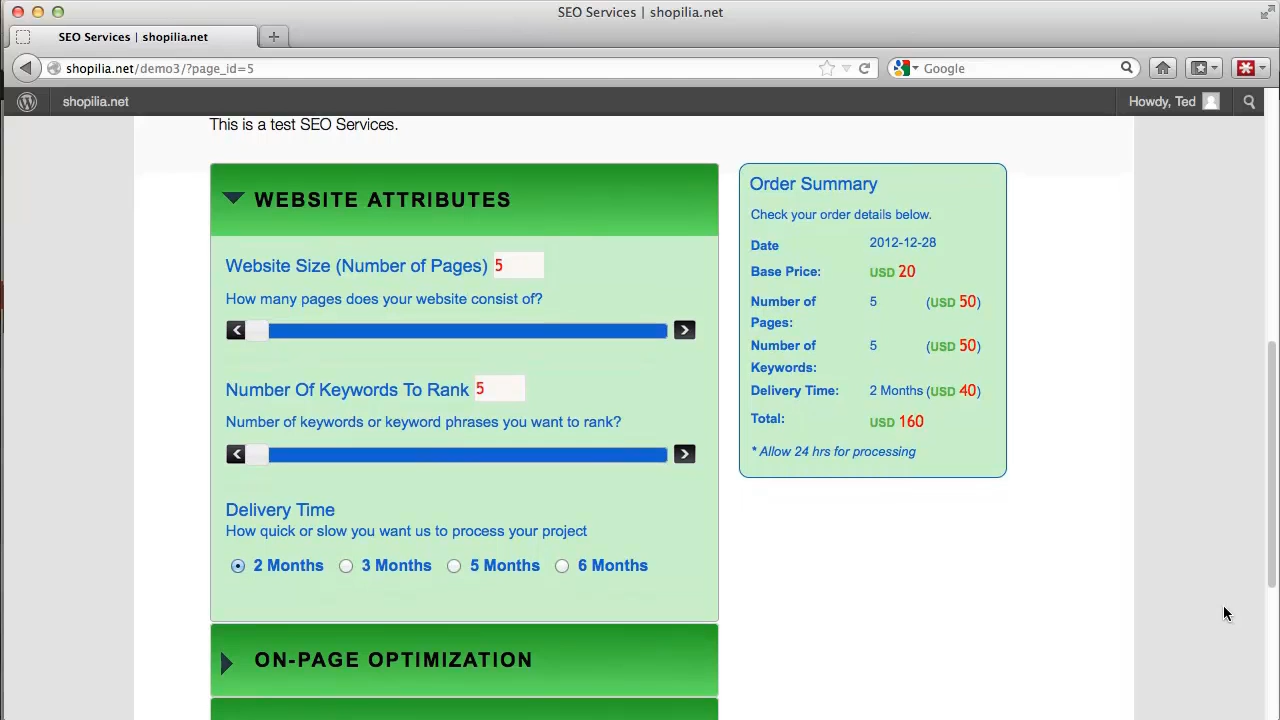 SEO Services | shopilia.net
SEO Services | shopilia.net
shopilia.net/demo3/?page_id=5
Google
shopilia.net
Howdy, Ted
This is a test SEO Services.
WEBSITE ATTRIBUTES
Website Size (Number of Pages) 5
How many pages does your website consist of?
Number Of Keywords To Rank 5
Number of keywords or keyword phrases you want to rank?
Delivery Time
How quick or slow you want us to process your project
2 Months 3 Months 5 Months 6 Months
ON-PAGE OPTIMIZATION
Order Summary
Check your order details below.
Date 2012-12-28
Base Price: USD 20
Number of 5 (USD 50)
Pages:
Number of 5 (USD 50)
Keywords:
Delivery Time: 2 Months (USD 40)
Total: USD 160
* Allow 24 hrs for processing